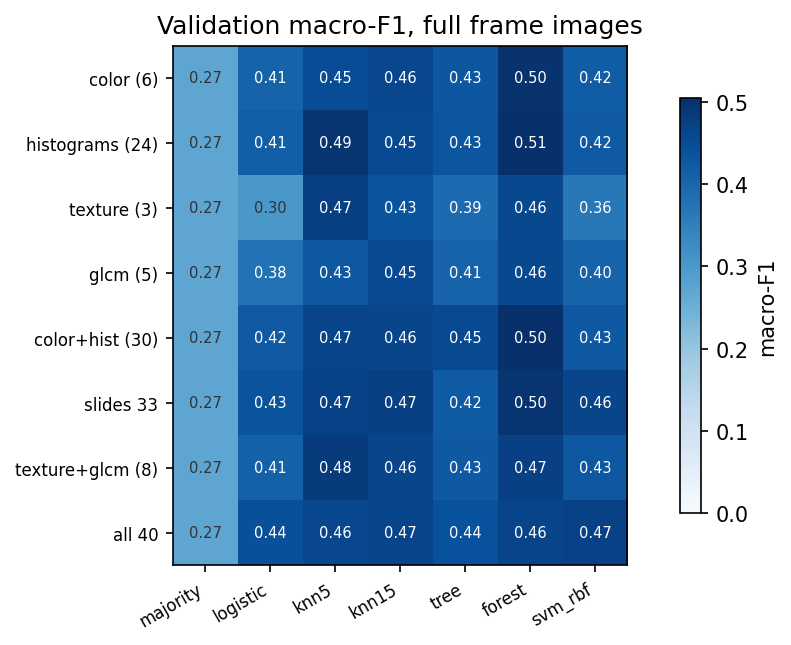 Validation macro-F1, full frame images
color (6) 0.27 0.41 0.45 0.46 0.43 0.50 0.42
histograms (24) 0.27 0.41 0.49 0.45 0.43 0.51 0.42
texture (3) 0.27 0.30 0.47 0.43 0.39 0.46 0.36
glcm (5) 0.27 0.38 0.43 0.45 0.41 0.46 0.40
color+hist (30) 0.27 0.42 0.47 0.46 0.45 0.50 0.43
slides 33 0.27 0.43 0.47 0.47 0.42 0.50 0.46
texture+glcm (8) 0.27 0.41 0.48 0.46 0.43 0.47 0.43
all 40 0.27 0.44 0.46 0.47 0.44 0.46 0.47
majority logistic knn5 knn15 tree forest svm_rbf
0.5
0.4
0.3
0.2
0.1
0.0
macro-F1